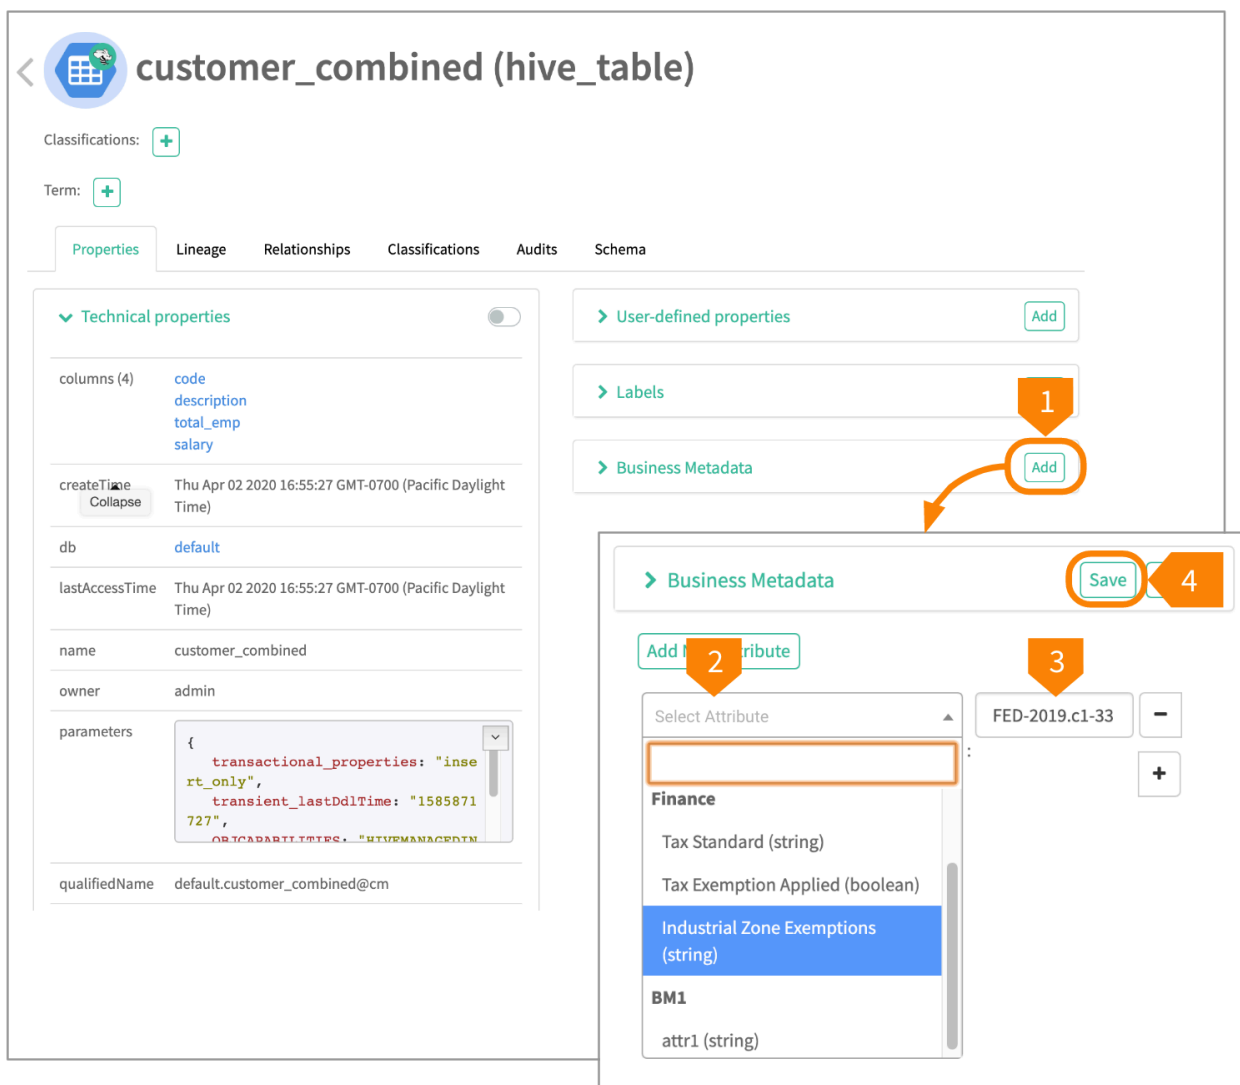 customer_combined (hive_table)
Classifications:
Term:
Properties Lineage Relationships Classifications Audits Schema
Technical properties
columns (4) code
description
total_emp
salary
createTime Thu Apr 02 2020 16:55:27 GMT-0700 (Pacific Daylight
Time)
Collapse
db default
lastAccessTime Thu Apr 02 2020 16:55:27 GMT-0700 (Pacific Daylight
Time)
name customer_combined
owner admin
parameters {
transactional_properties: "inse
rt_only",
transient_lastDdlTime: "1585871
727",
OBJCAPABILITIES: "HIVEMANAGEDIN
qualifiedName default.customer_combined@cm
User-defined properties Add
Labels
1
Business Metadata Add
Business Metadata Save 4
Add 2 tribute
3
Select Attribute FED-2019.c1-33 −
: +
Finance
Tax Standard (string)
Tax Exemption Applied (boolean)
Industrial Zone Exemptions
(string)
BM1
attr1 (string)